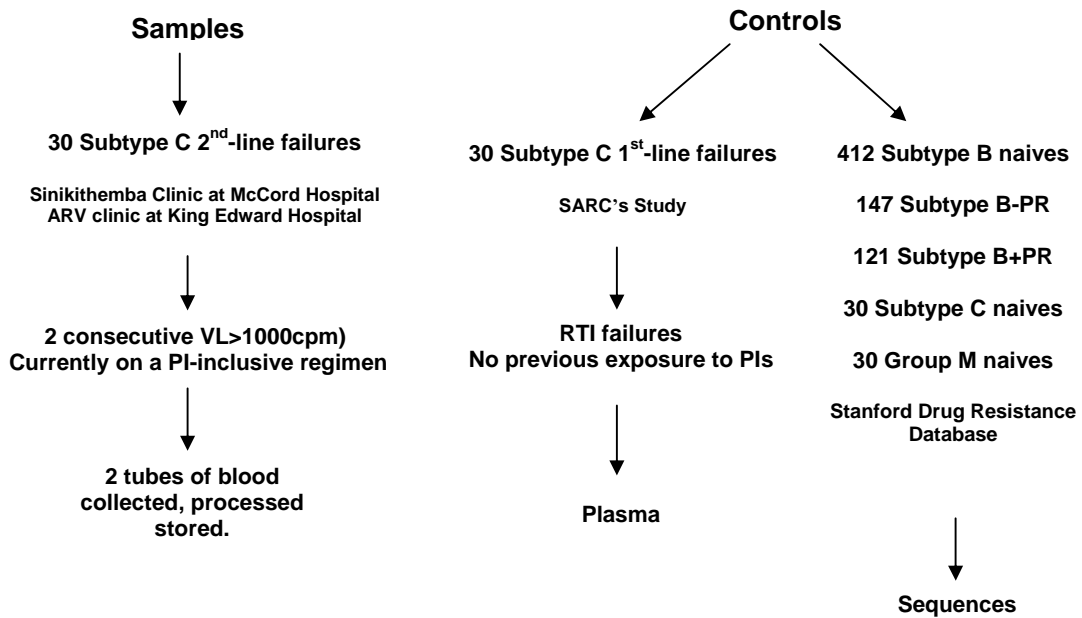 Samples
30 Subtype C 2nd-line failures
Sinikithemba Clinic at McCord Hospital
ARV clinic at King Edward Hospital
2 consecutive VL>1000cpm)
Currently on a PI-inclusive regimen
2 tubes of blood
collected, processed
stored.
Controls
30 Subtype C 1st-line failures
SARC's Study
RTI failures
No previous exposure to PIs
Plasma
412 Subtype B naives
147 Subtype B-PR
121 Subtype B+PR
30 Subtype C naives
30 Group M naives
Stanford Drug Resistance
Database
Sequences